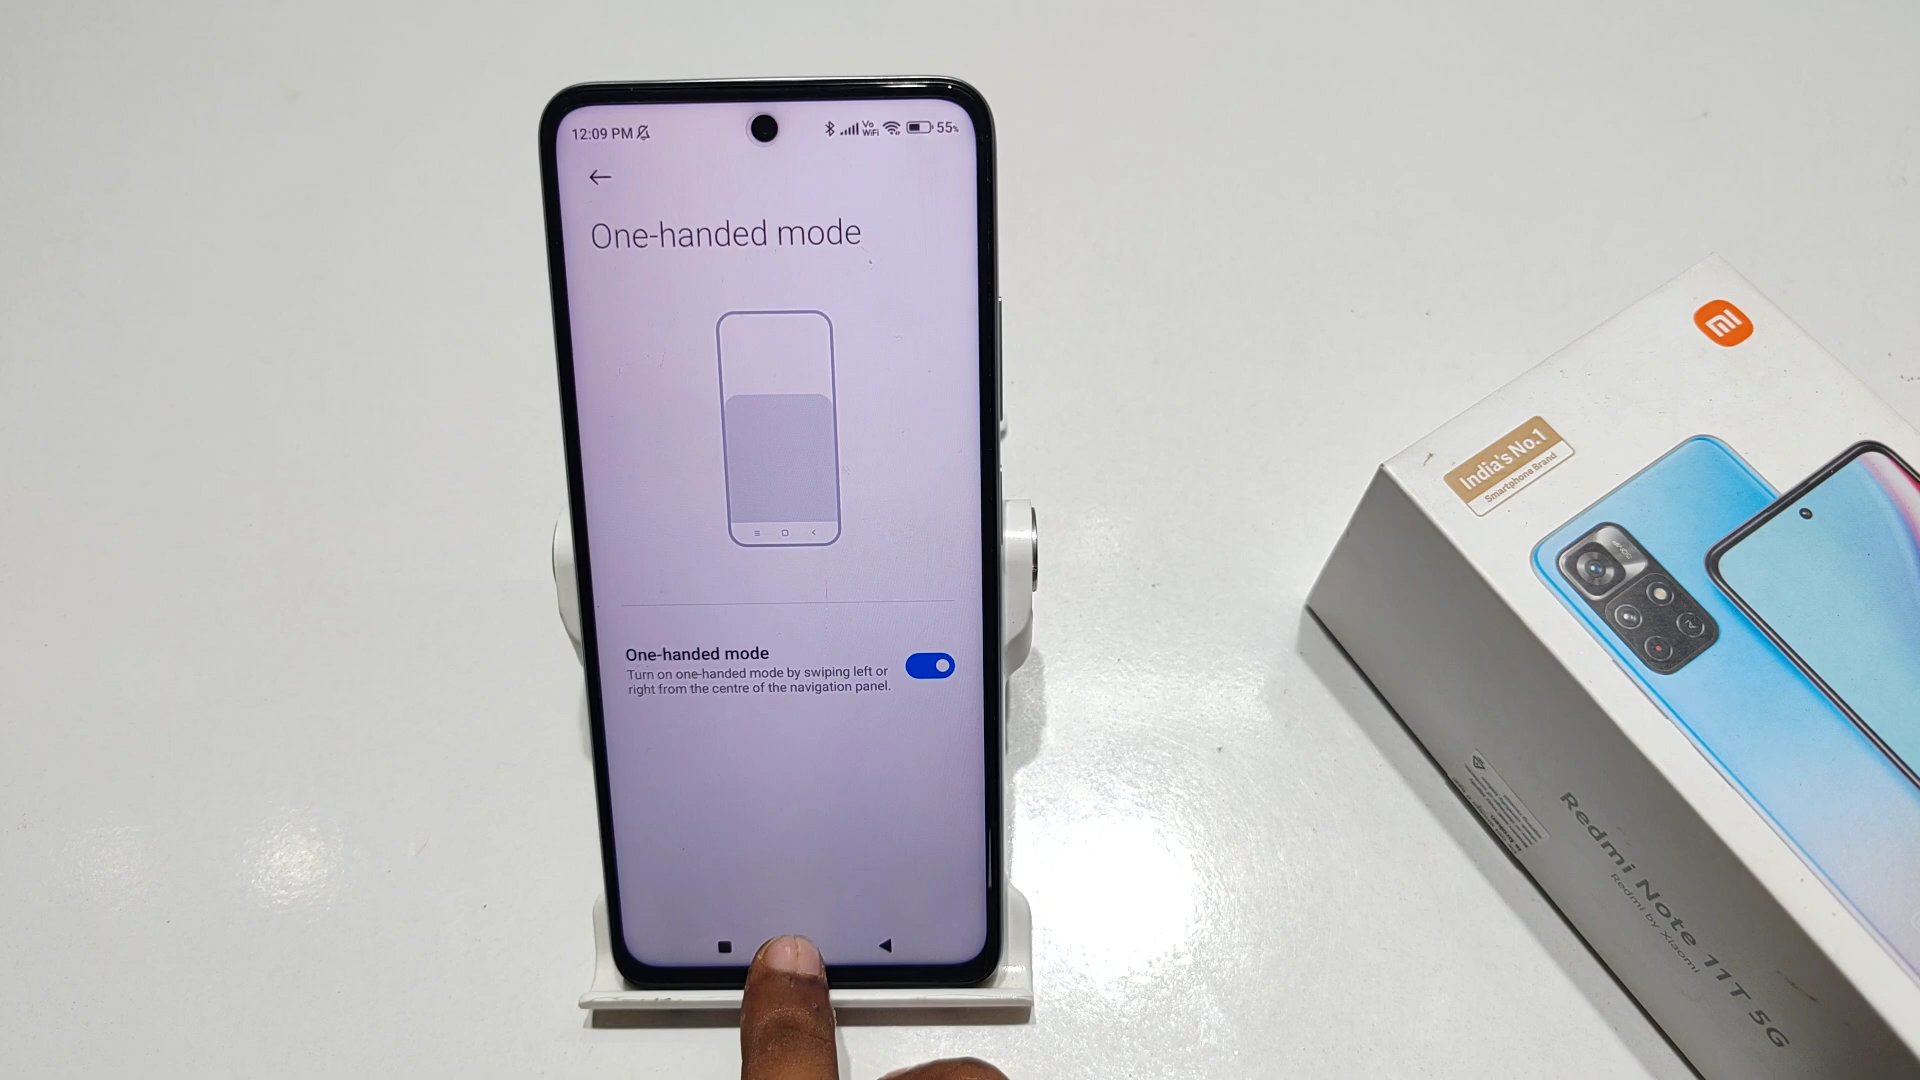 12:09 PM
Vo
WiFi
55%
One-handed mode
One-handed mode
Turn on one-handed mode by swiping left or
right from the centre of the navigation panel.
mi
India's No.1
Smartphone Brand
Redmi Note 11T 5G
Redmi by Xiaomi